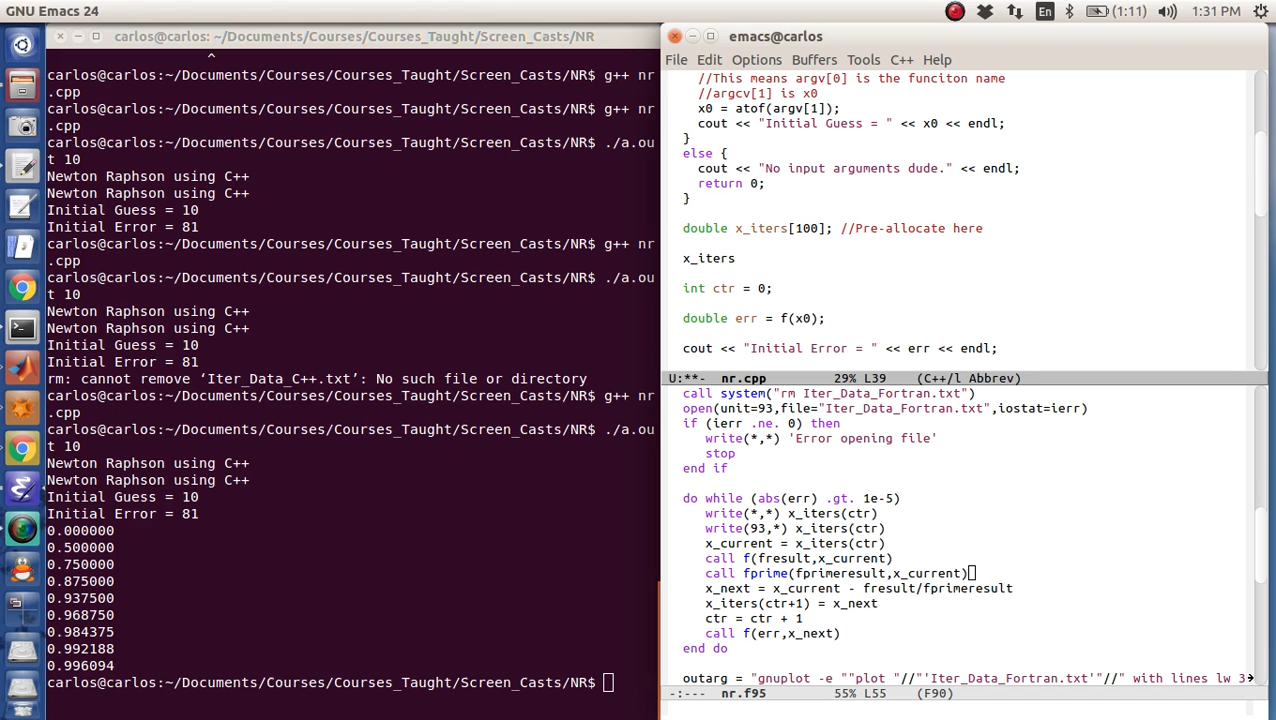 GNU Emacs 24
En
(1:11)
1:31 PM
carlos@carlos: ~/Documents/Courses/Courses_Taught/Screen_Casts/NR
^
carlos@carlos:~/Documents/Courses/Courses_Taught/Screen_Casts/NR$ g++ nr
.cpp
carlos@carlos:~/Documents/Courses/Courses_Taught/Screen_Casts/NR$ g++ nr
.cpp
carlos@carlos:~/Documents/Courses/Courses_Taught/Screen_Casts/NR$ ./a.ou
t 10
Newton Raphson using C++
Newton Raphson using C++
Initial Guess = 10
Initial Error = 81
carlos@carlos:~/Documents/Courses/Courses_Taught/Screen_Casts/NR$ g++ nr
.cpp
carlos@carlos:~/Documents/Courses/Courses_Taught/Screen_Casts/NR$ ./a.ou
t 10
Newton Raphson using C++
Newton Raphson using C++
Initial Guess = 10
Initial Error = 81
rm: cannot remove ‘Iter_Data_C++.txt’: No such file or directory
carlos@carlos:~/Documents/Courses/Courses_Taught/Screen_Casts/NR$ g++ nr
.cpp
carlos@carlos:~/Documents/Courses/Courses_Taught/Screen_Casts/NR$ ./a.ou
t 10
Newton Raphson using C++
Newton Raphson using C++
Initial Guess = 10
Initial Error = 81
0.000000
0.500000
0.750000
0.875000
0.937500
0.968750
0.984375
0.992188
0.996094
carlos@carlos:~/Documents/Courses/Courses_Taught/Screen_Casts/NR$
emacs@carlos
File Edit Options Buffers Tools C++ Help
//This means argv[0] is the funciton name
//argcv[1] is x0
x0 = atof(argv[1]);
cout << "Initial Guess = " << x0 << endl;
}
else {
cout << "No input arguments dude." << endl;
return 0;
}
double x_iters[100]; //Pre-allocate here
x_iters
int ctr = 0;
double err = f(x0);
cout << "Initial Error = " << err << endl;
U:**- nr.cpp 29% L39 (C++/l Abbrev)
call system("rm Iter_Data_Fortran.txt")
open(unit=93,file="Iter_Data_Fortran.txt",iostat=ierr)
if (ierr .ne. 0) then
write(*,*) 'Error opening file'
stop
end if
do while (abs(err) .gt. 1e-5)
write(*,*) x_iters(ctr)
write(93,*) x_iters(ctr)
x_current = x_iters(ctr)
call f(fresult,x_current)
call fprime(fprimeresult,x_current)
x_next = x_current - fresult/fprimeresult
x_iters(ctr+1) = x_next
ctr = ctr + 1
call f(err,x_next)
end do
outarg = "gnuplot -e ""plot "//"'Iter_Data_Fortran.txt'"//" with lines lw 3
-:--- nr.f95 55% L55 (F90)